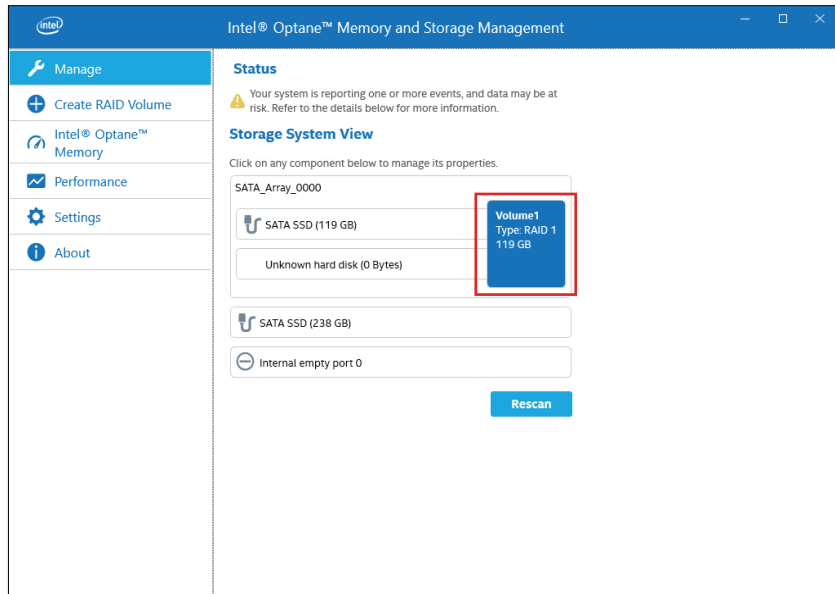 intel
Intel® Optane™ Memory and Storage Management
Manage
Create RAID Volume
Intel® Optane™
Memory
Performance
Settings
About
Status
Your system is reporting one or more events, and data may be at
risk. Refer to the details below for more information.
Storage System View
Click on any component below to manage its properties.
SATA_Array_0000
SATA SSD (119 GB)
Unknown hard disk (0 Bytes)
Volume1
Type: RAID 1
119 GB
SATA SSD (238 GB)
Internal empty port 0
Rescan